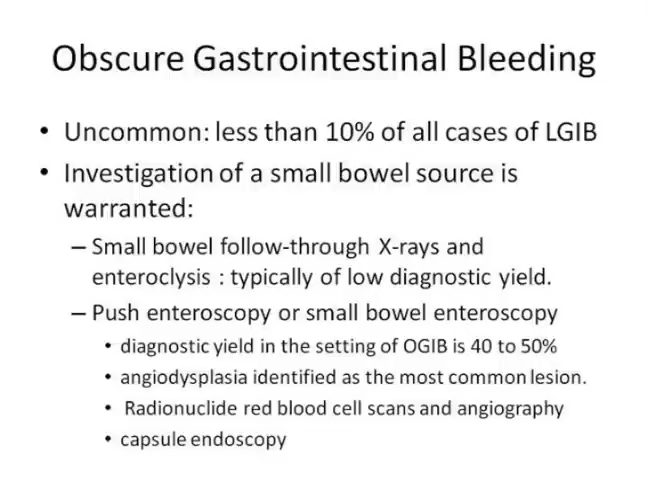 Obscure Gastrointestinal Bleeding
• Uncommon: less than 10% of all cases of LGIB
• Investigation of a small bowel source is
warranted:
– Small bowel follow-through X-rays and
enteroclysis : typically of low diagnostic yield.
– Push enteroscopy or small bowel enteroscopy
• diagnostic yield in the setting of OGIB is 40 to 50%
• angiodysplasia identified as the most common lesion.
• Radionuclide red blood cell scans and angiography
• capsule endoscopy